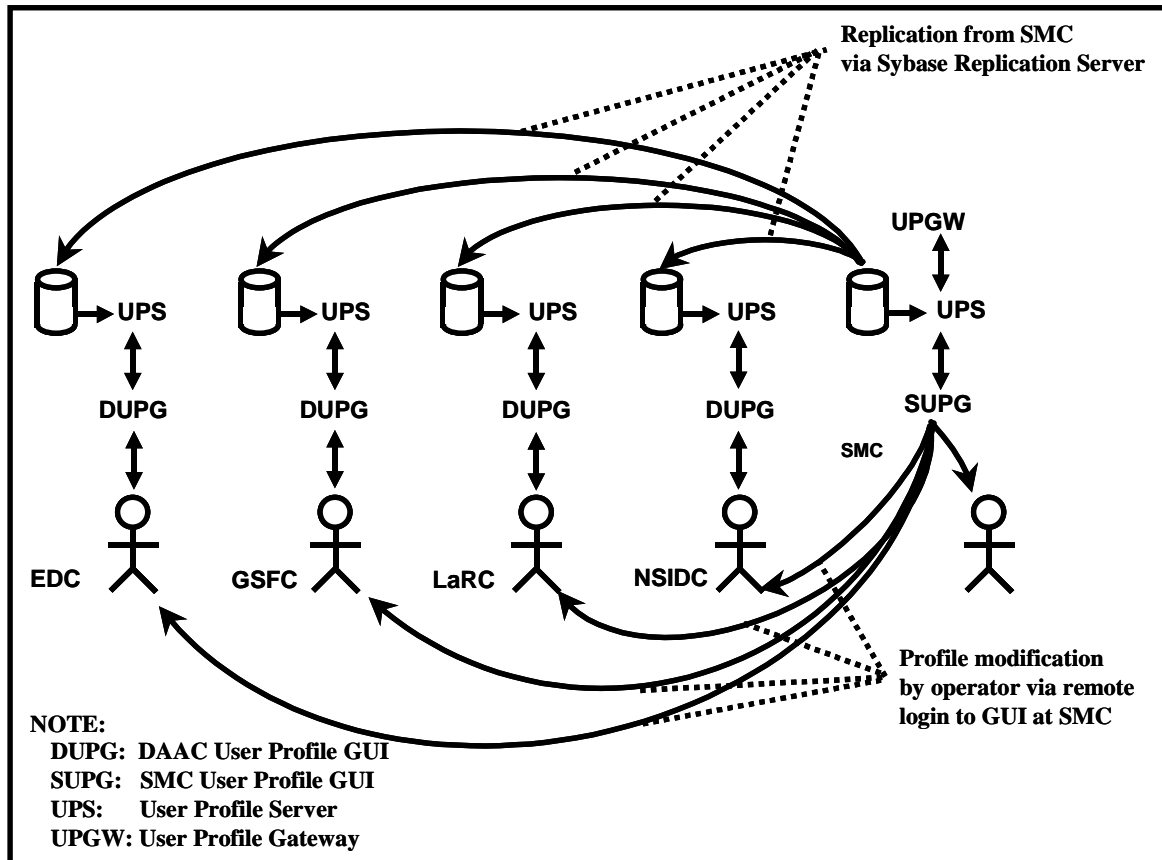 Replication from SMC
via Sybase Replication Server
UPGW
UPS
UPS
UPS
UPS
UPS
DUPG
DUPG
DUPG
DUPG
SUPG
SMC
EDC
GSFC
LaRC
NSIDC
Profile modification
by operator via remote
login to GUI at SMC
NOTE:
DUPG: DAAC User Profile GUI
SUPG: SMC User Profile GUI
UPS: User Profile Server
UPGW: User Profile Gateway